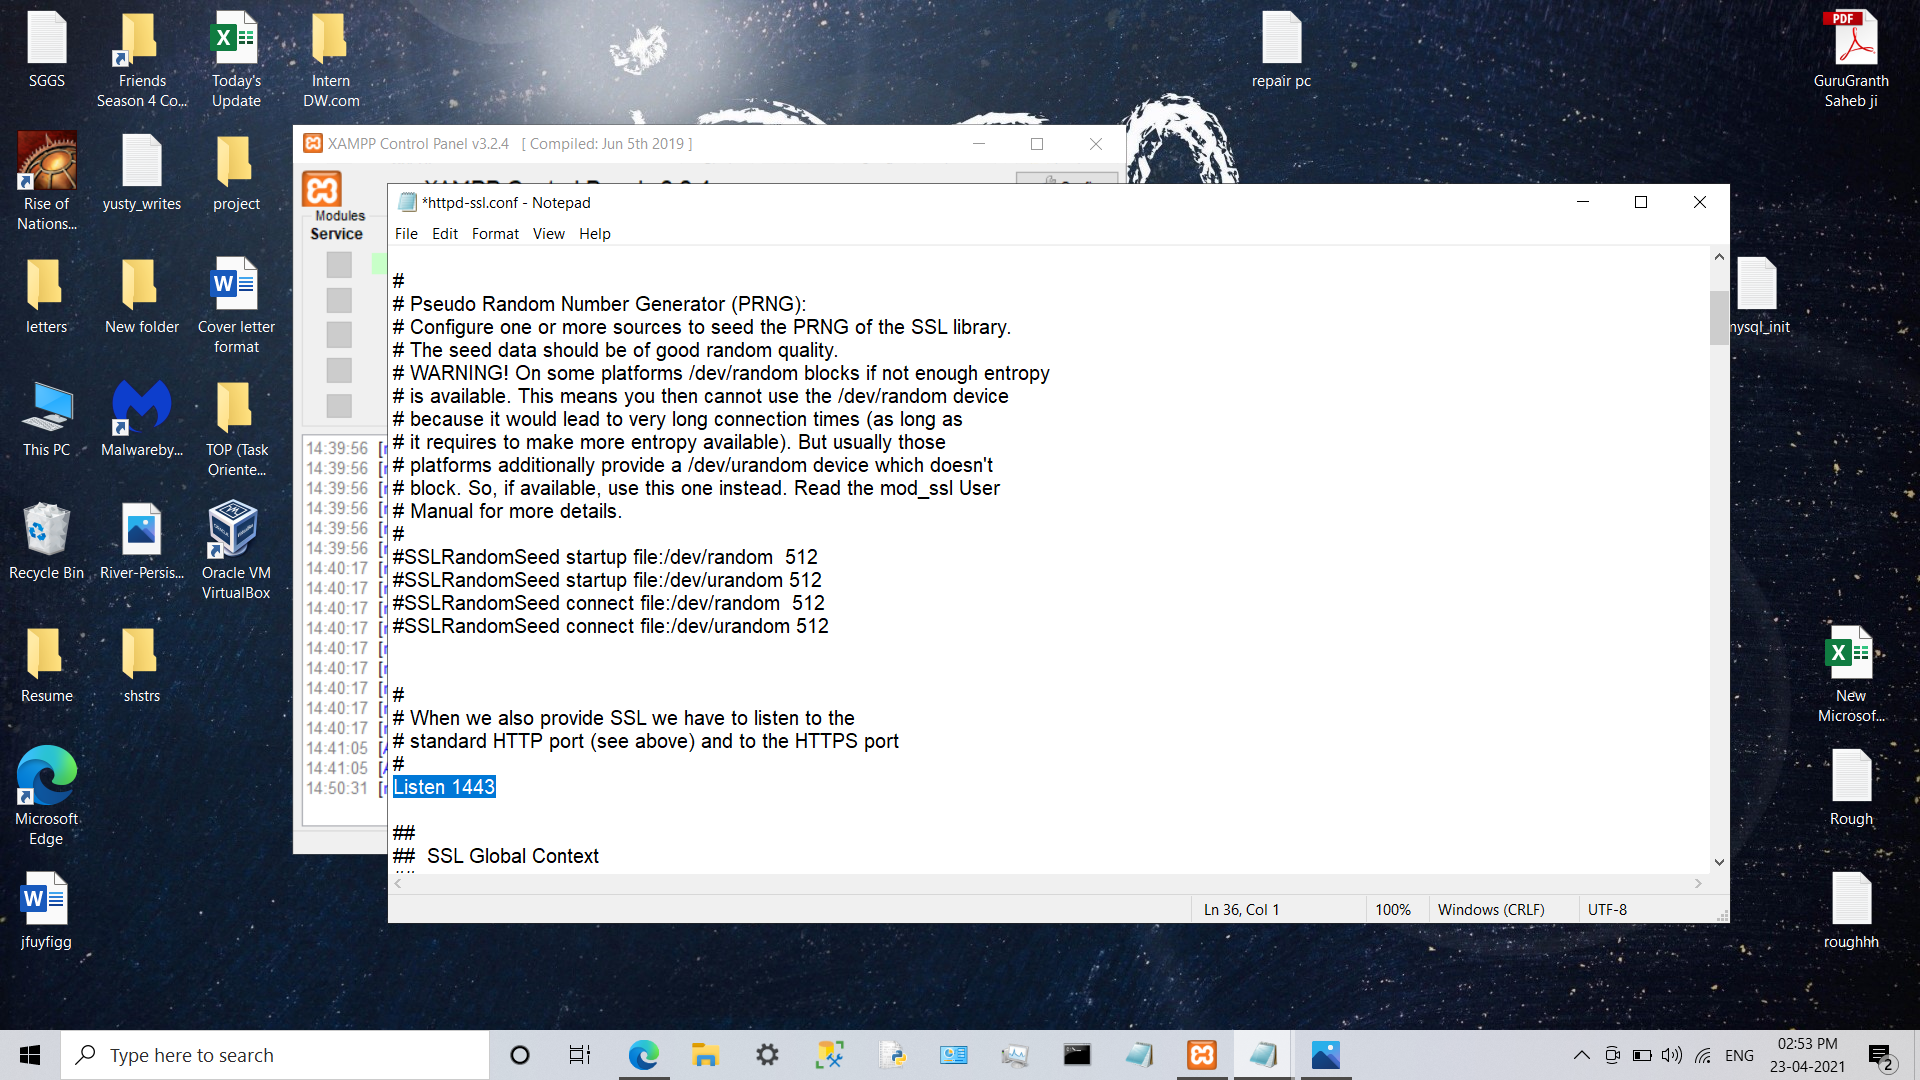 SGGS
Friends
Season 4 Co...
Today's
Update
Intern
DW.com
repair pc
GuruGranth
Saheb ji
PDF
Rise of
Nations...
yusty_writes
project
letters
New folder
Cover letter
format
This PC
Malwareby...
TOP (Task
Oriente...
Recycle Bin
River-Persis...
Oracle VM
VirtualBox
Resume
shstrs
Microsoft
Edge
jfuyfigg
XAMPP Control Panel v3.2.4 [ Compiled: Jun 5th 2019 ]
Modules
Service
14:39:56 [
14:39:56 [
14:39:56 [
14:39:56 [
14:39:56 [
14:39:56 [
14:40:17 [
14:40:17 [
14:40:17 [
14:40:17 [
14:40:17 [
14:40:17 [
14:40:17 [
14:40:17 [
14:40:17 [
14:41:05 [
14:41:05 [
14:50:31 [
*httpd-ssl.conf - Notepad
File Edit Format View Help
#
# Pseudo Random Number Generator (PRNG):
# Configure one or more sources to seed the PRNG of the SSL library.
# The seed data should be of good random quality.
# WARNING! On some platforms /dev/random blocks if not enough entropy
# is available. This means you then cannot use the /dev/random device
# because it would lead to very long connection times (as long as
# it requires to make more entropy available). But usually those
# platforms additionally provide a /dev/urandom device which doesn't
# block. So, if available, use this one instead. Read the mod_ssl User
# Manual for more details.
#
#SSLRandomSeed startup file:/dev/random  512
#SSLRandomSeed startup file:/dev/urandom 512
#SSLRandomSeed connect file:/dev/random  512
#SSLRandomSeed connect file:/dev/urandom 512
#
# When we also provide SSL we have to listen to the
# standard HTTP port (see above) and to the HTTPS port
#
Listen 1443
##
##  SSL Global Context
Ln 36, Col 1
100%
Windows (CRLF)
UTF-8
mysql_init
New
Microsof...
Rough
roughhh
Type here to search
ENG
02:53 PM
23-04-2021
2